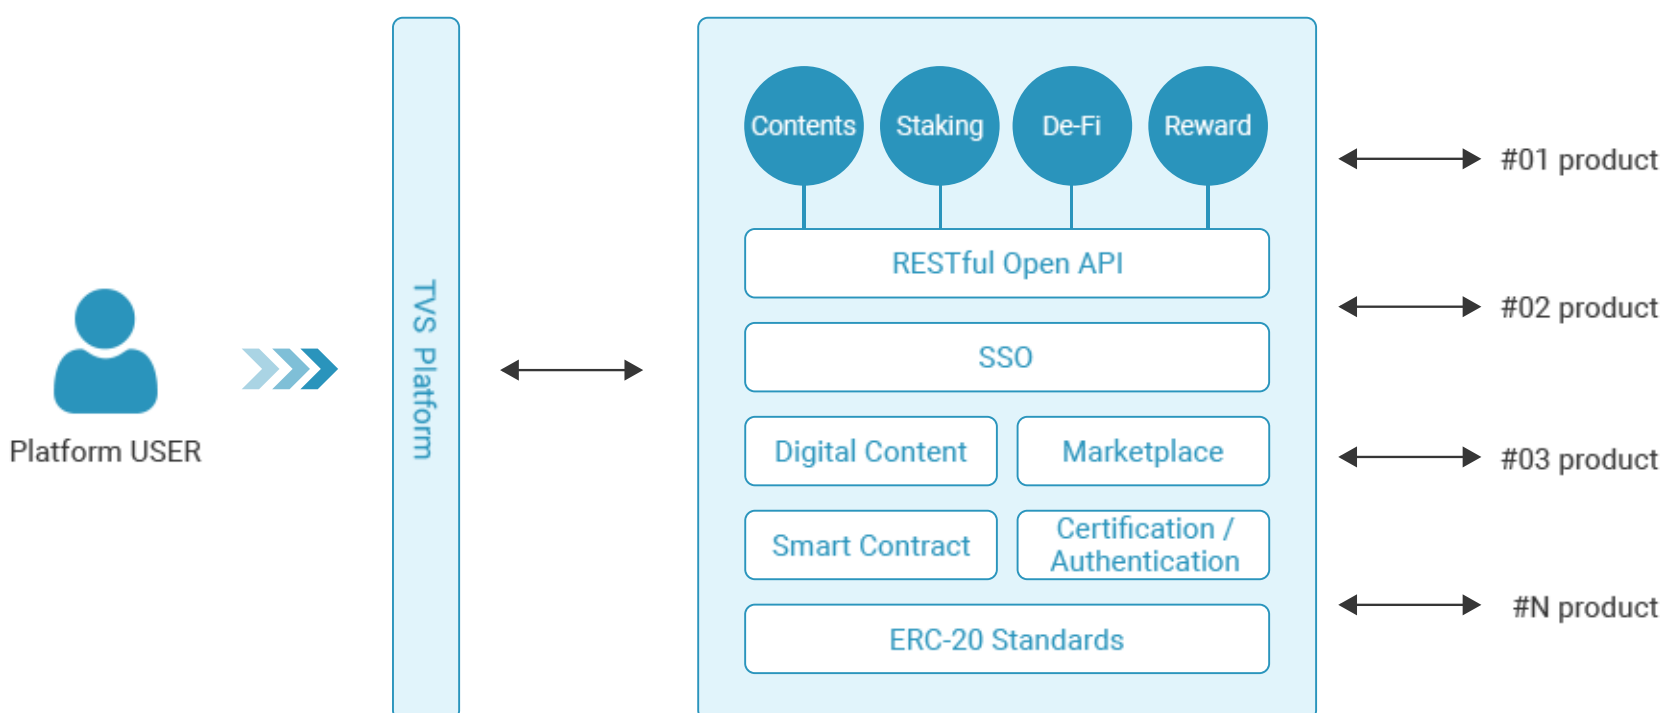 Platform USER
TVS Platform
Contents
Staking
De-Fi
Reward
RESTful Open API
SSO
Digital Content
Marketplace
Smart Contract
Certification /
Authentication
ERC-20 Standards
#01 product
#02 product
#03 product
#N product